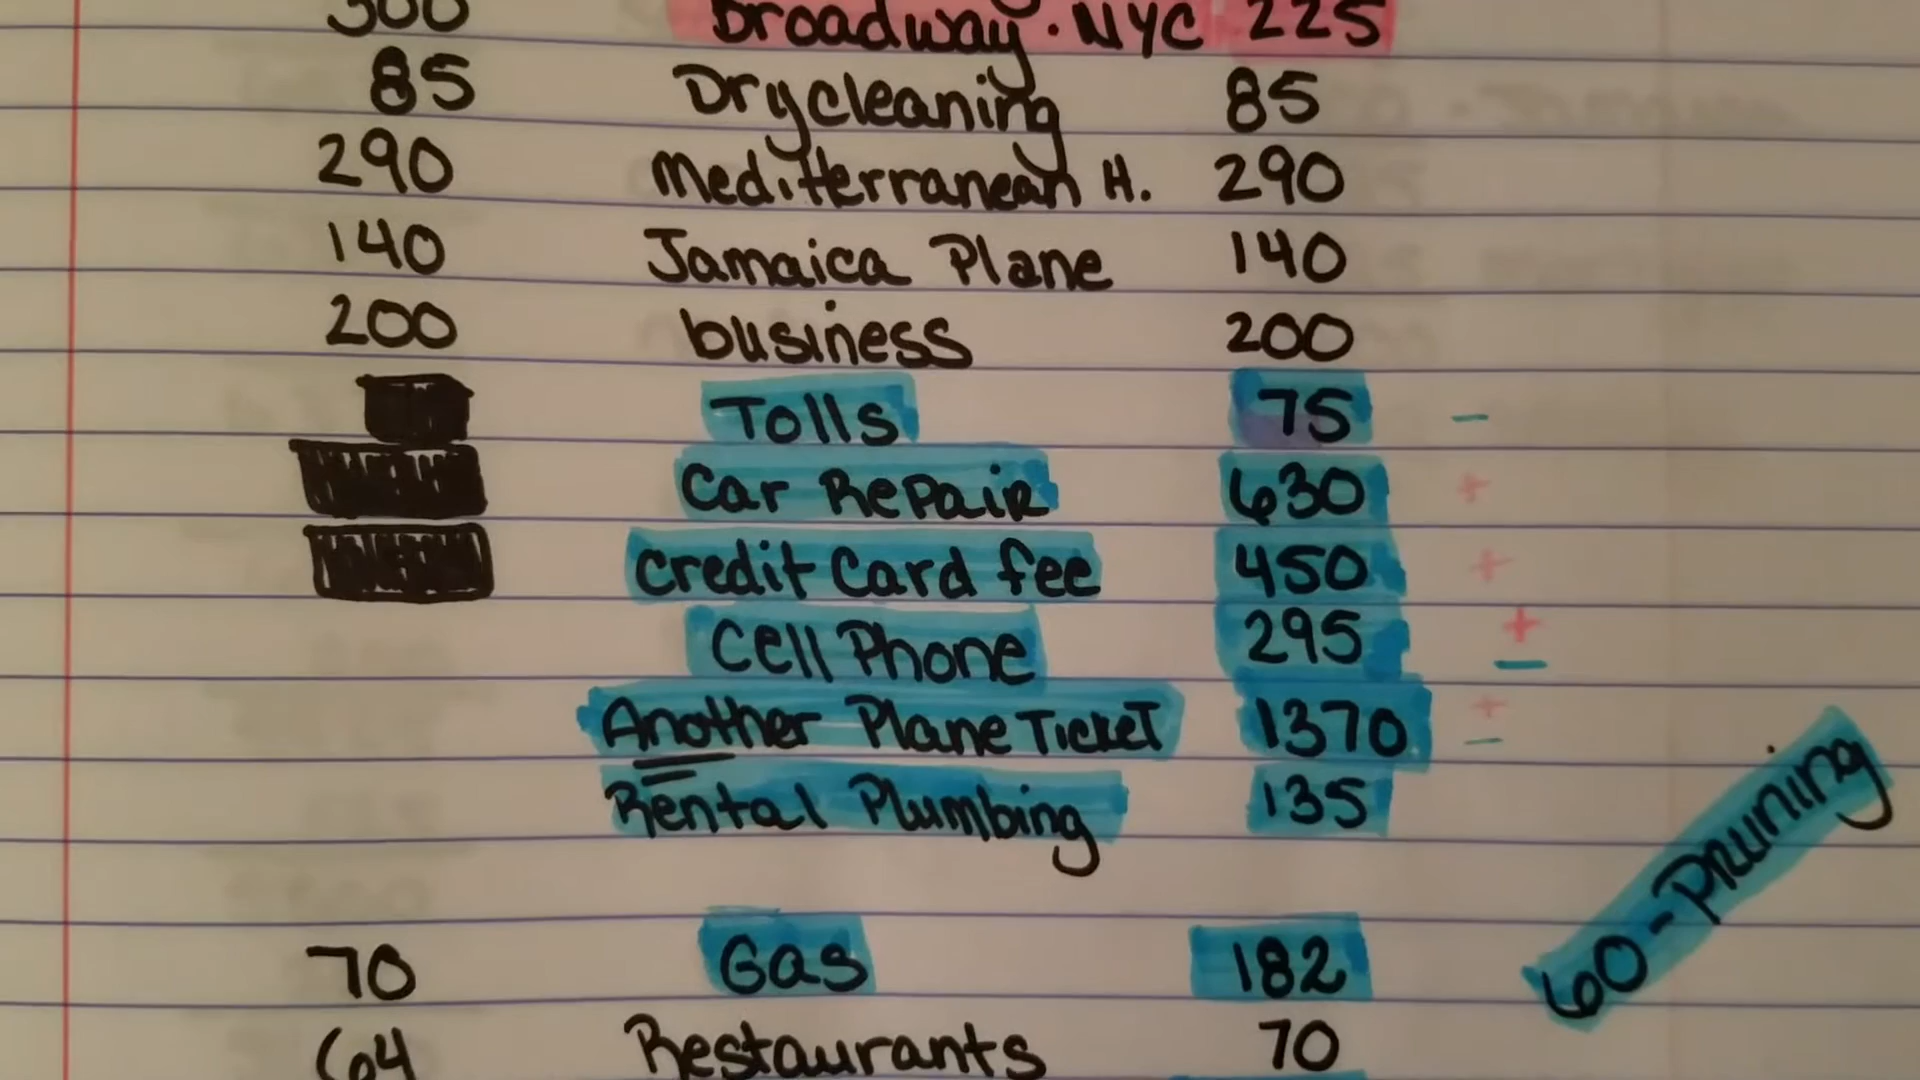 300 Broadway. NYC 225
85 Drycleaning 85
290 Mediterranean H. 290
140 Jamaica Plane 140
200 business 200
Tolls 75 -
Car Repair 630 +
Credit Card fee 450 +
Cell Phone 295 +
Another Plane Ticket 1370 + -
Rental Plumbing 135
60-Pruning
70 Gas 182
64 Restaurants 70